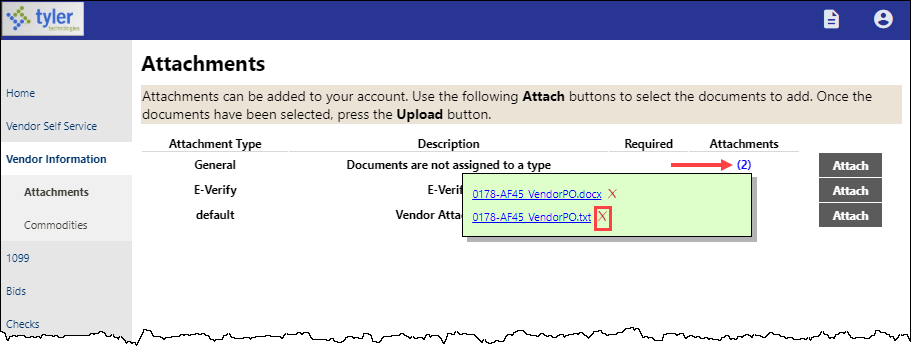 tyler
technologies
Home
Vendor Self Service
Vendor Information
Attachments
Commodities
1099
Bids
Checks
Attachments
Attachments can be added to your account. Use the following Attach buttons to select the documents to add. Once the
documents have been selected, press the Upload button.
Attachment Type Description Required Attachments
General Documents are not assigned to a type (2) Attach
E-Verify E-Verif Attach
default Vendor Attac Attach
0178-AF45_VendorPO.docx X
0178-AF45_VendorPO.txt X